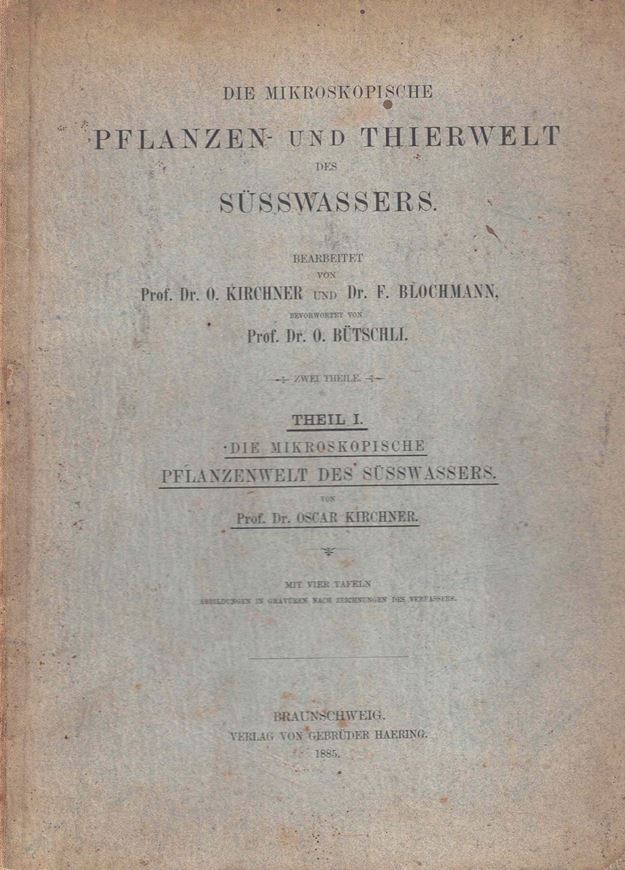 DIE MIKROSKOPISCHE
PFLANZEN- UND THIERWELT
DES
SÜSSWASSERS.
BEARBEITET
VON
Prof. Dr. O. KIRCHNER UND Dr. F. BLOCHMANN,
BEVORWORTET VON
Prof. Dr. O. BÜTSCHLI.
ZWEI THEILE.
THEIL I.
DIE MIKROSKOPISCHE
PFLANZENWELT DES SÜSSWASSERS.
VON
Prof. Dr. OSCAR KIRCHNER.
MIT VIER TAFELN
ABBILDUNGEN IN GRAVÜREN NACH ZEICHNUNGEN DES VERFASSERS.
BRAUNSCHWEIG.
VERLAG VON GEBRÜDER HAERING.
1885.